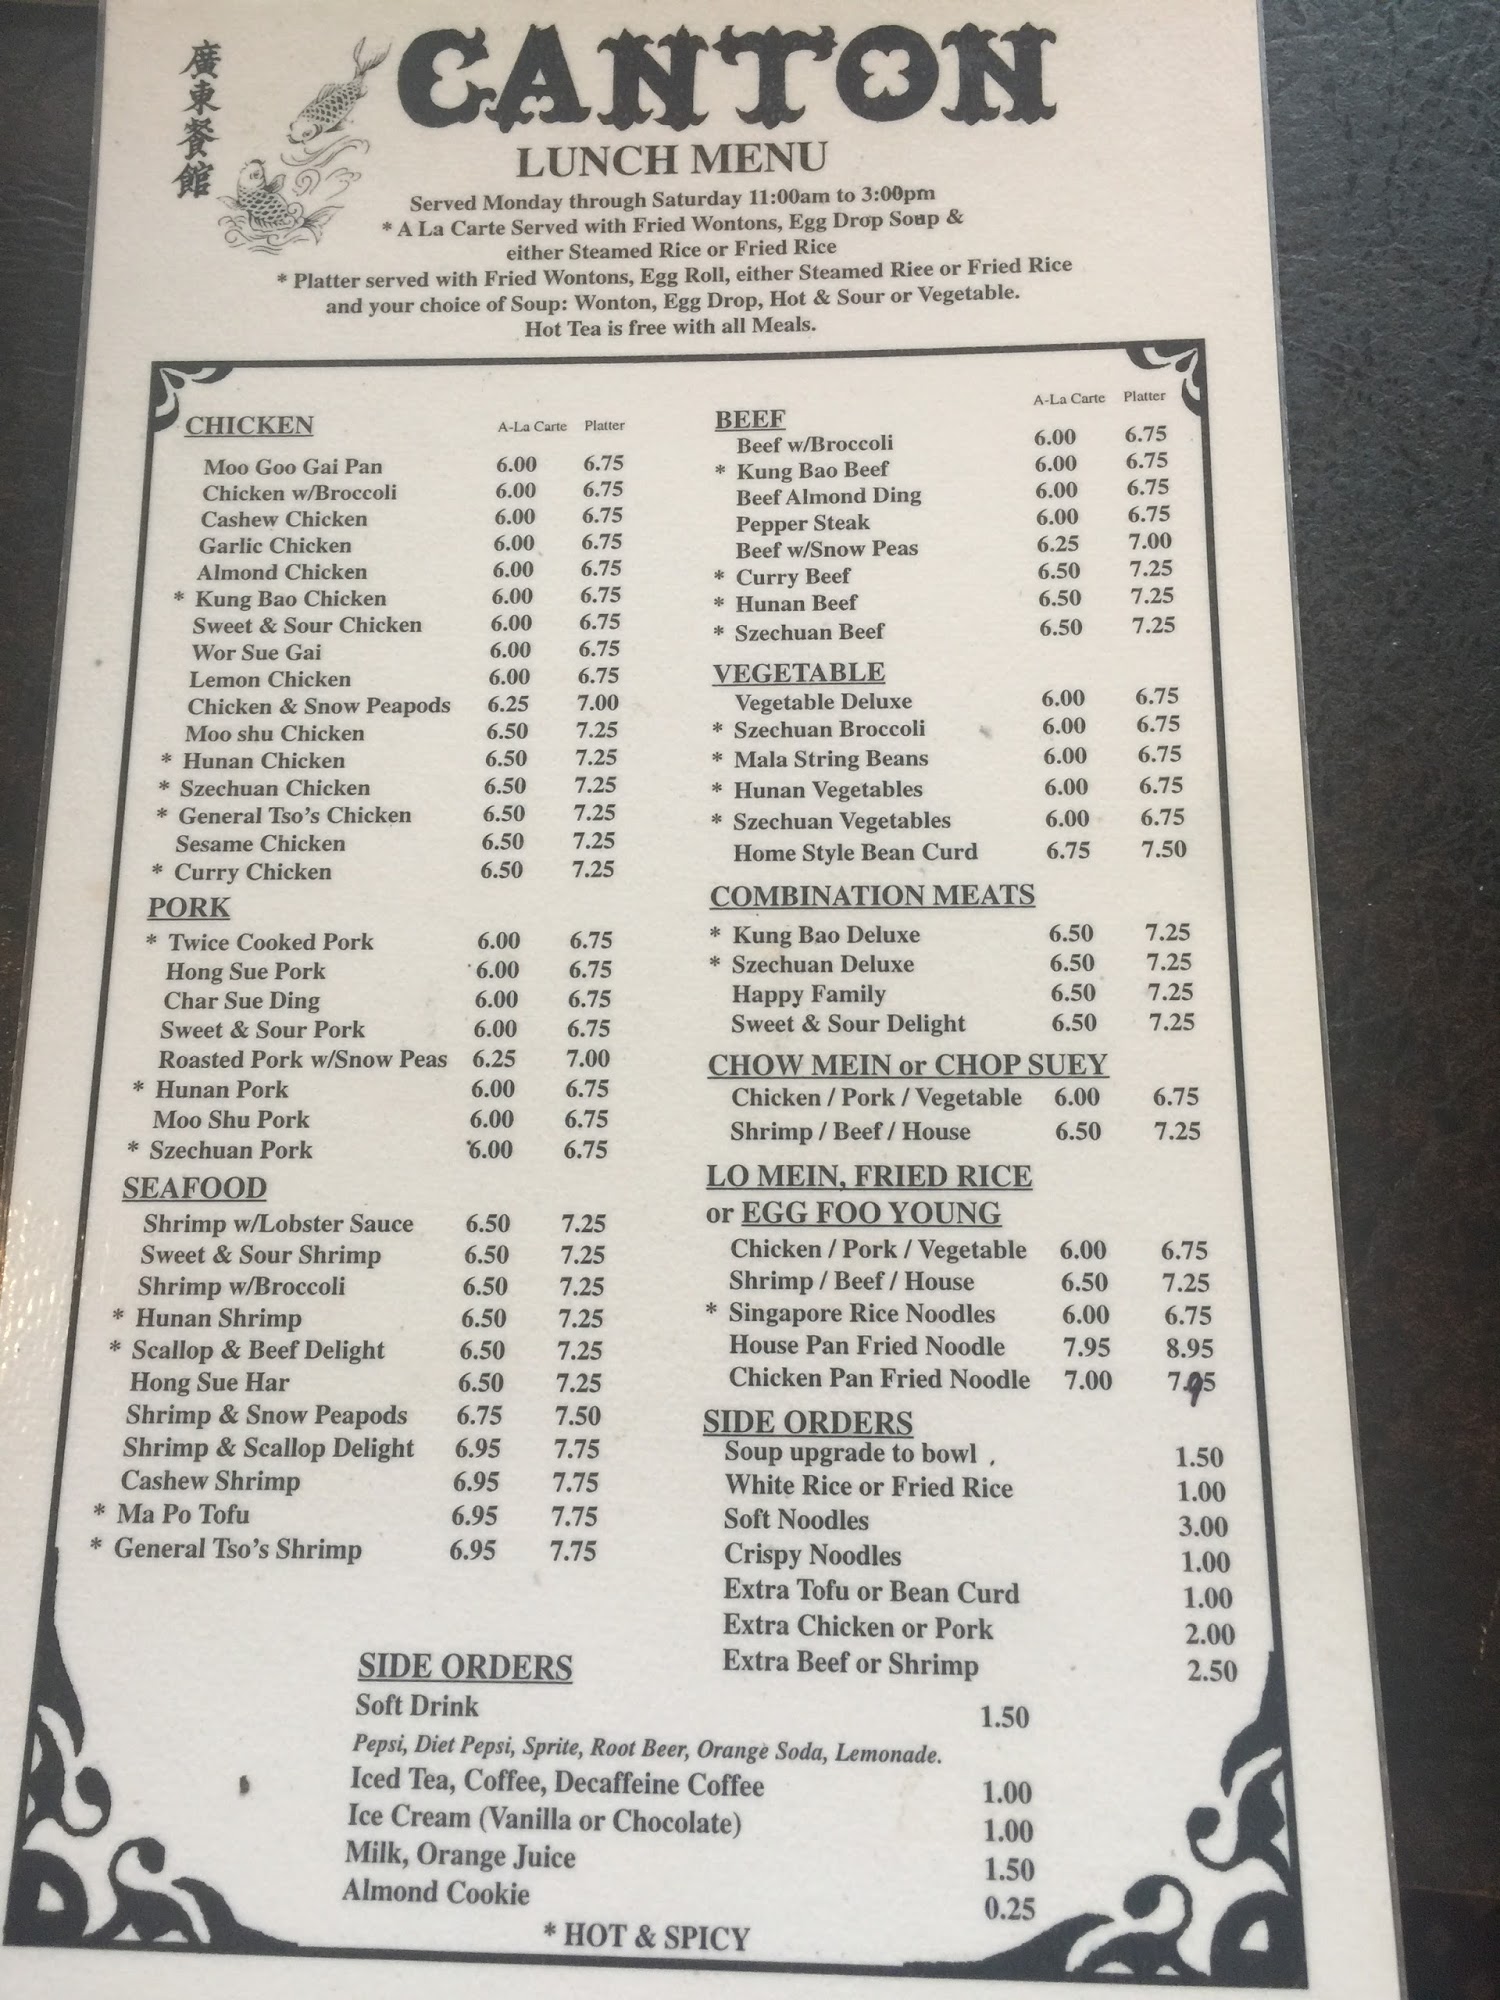 廣東餐館
CANTON
LUNCH MENU
Served Monday through Saturday 11:00am to 3:00pm
* A La Carte Served with Fried Wontons, Egg Drop Soup &
either Steamed Rice or Fried Rice
* Platter served with Fried Wontons, Egg Roll, either Steamed Rice or Fried Rice
and your choice of Soup: Wonton, Egg Drop, Hot & Sour or Vegetable.
Hot Tea is free with all Meals.
CHICKEN A-La Carte Platter
Moo Goo Gai Pan 6.00 6.75
Chicken w/Broccoli 6.00 6.75
Cashew Chicken 6.00 6.75
Garlic Chicken 6.00 6.75
Almond Chicken 6.00 6.75
* Kung Bao Chicken 6.00 6.75
Sweet & Sour Chicken 6.00 6.75
Wor Sue Gai 6.00 6.75
Lemon Chicken 6.00 6.75
Chicken & Snow Peapods 6.25 7.00
Moo shu Chicken 6.50 7.25
* Hunan Chicken 6.50 7.25
* Szechuan Chicken 6.50 7.25
* General Tso's Chicken 6.50 7.25
Sesame Chicken 6.50 7.25
* Curry Chicken 6.50 7.25
PORK
* Twice Cooked Pork 6.00 6.75
Hong Sue Pork 6.00 6.75
Char Sue Ding 6.00 6.75
Sweet & Sour Pork 6.00 6.75
Roasted Pork w/Snow Peas 6.25 7.00
* Hunan Pork 6.00 6.75
Moo Shu Pork 6.00 6.75
* Szechuan Pork 6.00 6.75
SEAFOOD
Shrimp w/Lobster Sauce 6.50 7.25
Sweet & Sour Shrimp 6.50 7.25
Shrimp w/Broccoli 6.50 7.25
* Hunan Shrimp 6.50 7.25
* Scallop & Beef Delight 6.50 7.25
Hong Sue Har 6.50 7.25
Shrimp & Snow Peapods 6.75 7.50
Shrimp & Scallop Delight 6.95 7.75
Cashew Shrimp 6.95 7.75
* Ma Po Tofu 6.95 7.75
* General Tso's Shrimp 6.95 7.75
A-La Carte Platter
BEEF
Beef w/Broccoli 6.00 6.75
* Kung Bao Beef 6.00 6.75
Beef Almond Ding 6.00 6.75
Pepper Steak 6.00 6.75
Beef w/Snow Peas 6.25 7.00
* Curry Beef 6.50 7.25
* Hunan Beef 6.50 7.25
* Szechuan Beef 6.50 7.25
VEGETABLE
Vegetable Deluxe 6.00 6.75
* Szechuan Broccoli 6.00 6.75
* Mala String Beans 6.00 6.75
* Hunan Vegetables 6.00 6.75
* Szechuan Vegetables 6.00 6.75
Home Style Bean Curd 6.75 7.50
COMBINATION MEATS
* Kung Bao Deluxe 6.50 7.25
* Szechuan Deluxe 6.50 7.25
Happy Family 6.50 7.25
Sweet & Sour Delight 6.50 7.25
CHOW MEIN or CHOP SUEY
Chicken / Pork / Vegetable 6.00 6.75
Shrimp / Beef / House 6.50 7.25
LO MEIN, FRIED RICE
or EGG FOO YOUNG
Chicken / Pork / Vegetable 6.00 6.75
Shrimp / Beef / House 6.50 7.25
* Singapore Rice Noodles 6.00 6.75
House Pan Fried Noodle 7.95 8.95
Chicken Pan Fried Noodle 7.00 7.95
SIDE ORDERS
Soup upgrade to bowl 1.50
White Rice or Fried Rice 1.00
Soft Noodles 3.00
Crispy Noodles 1.00
Extra Tofu or Bean Curd 1.00
Extra Chicken or Pork 2.00
Extra Beef or Shrimp 2.50
SIDE ORDERS
Soft Drink 1.50
Pepsi, Diet Pepsi, Sprite, Root Beer, Orange Soda, Lemonade.
Iced Tea, Coffee, Decaffeine Coffee 1.00
Ice Cream (Vanilla or Chocolate) 1.00
Milk, Orange Juice 1.50
Almond Cookie 0.25
* HOT & SPICY